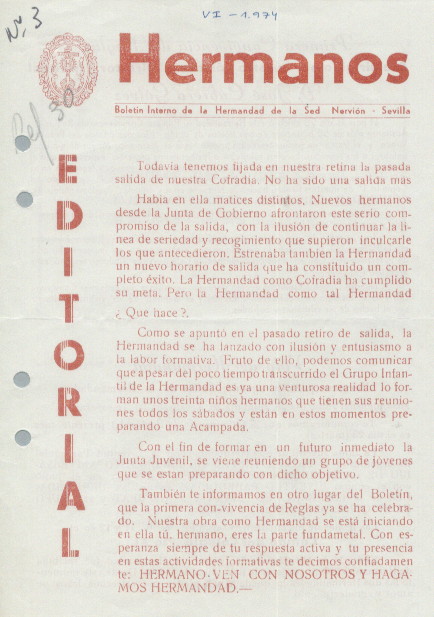 Nº 3
VI - 1.974
Hermanos
Boletín Interno de la Hermandad de la Sed Nervión - Sevilla
Ref 30
EDITORIAL
Todavía tenemos fijada en nuestra retina la pasada
salida de nuestra Cofradía. No ha sido una salida más
Había en ella matices distintos, Nuevos hermanos
desde la Junta de Gobierno afrontaron este serio com-
promiso de la salida, con la ilusión de continuar la lí-
nea de seriedad y recogimiento que supieron inculcarle
los que antecedieron. Estrenaba también la Hermandad
un nuevo horario de salida que ha constituido un com-
pleto éxito. La Hermandad como Cofradía ha cumplido
su meta. Pero la Hermandad como tal Hermandad
¿Que hace?.
Como se apuntó en el pasado retiro de salida, la
Hermandad se ha lanzado con ilusión y entusiasmo a
la labor formativa. Fruto de ello, podemos comunicar
que apesar del poco tiempo transcurrido el Grupo Infan-
til de la Hermandad es ya una venturosa realidad lo for-
man unos treinta niños hermanos que tienen sus reunio-
nes todos los sábados y están en estos momentos pre-
parando una Acampada.
Con el fin de formar en un futuro inmediato la
Junta Juvenil, se viene reuniendo un grupo de jóvenes
que se estan preparando con dicho objetivo.
También te informamos en otro lugar del Boletín,
que la primera con-vivencia de Reglas ya se ha celebra-
do. Nuestra obra como Hermandad se está iniciando
en ella tú, hermano, eres la parte fundametal. Con es-
peranza siempre de tu respuesta activa y tu presencia
en estas actividades formativas te decimos confiadamen-
te: HERMANO-VEN CON NOSOTROS Y HAGA-
MOS HERMANDAD.—